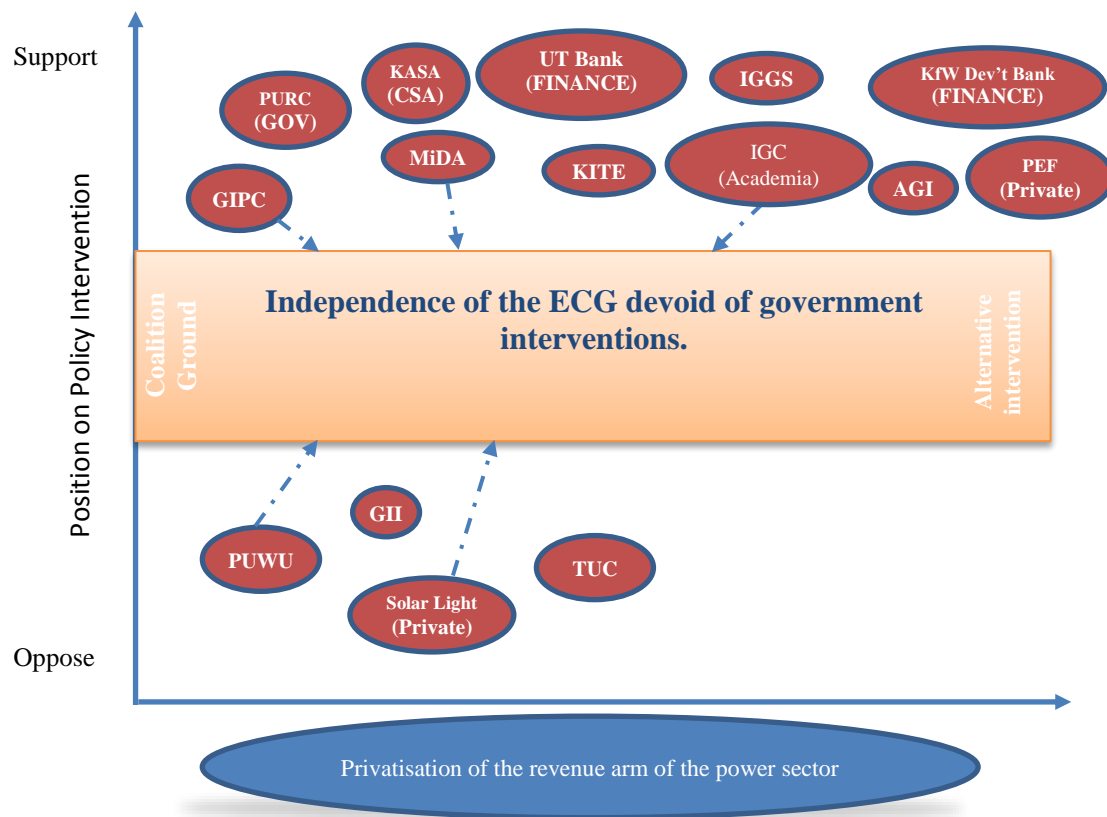 Support
PURC
(GOV)
KASA
(CSA)
UT Bank
(FINANCE)
IGGS
KfW Dev't Bank
(FINANCE)
GIPC
MiDA
KITE
IGC
(Academia)
AGI
PEF
(Private)
Position on Policy Intervention
Coalition
Ground
Independence of the ECG devoid of government
interventions.
Alternative
intervention
PUWU
GII
Solar Light
(Private)
TUC
Oppose
Privatisation of the revenue arm of the power sector